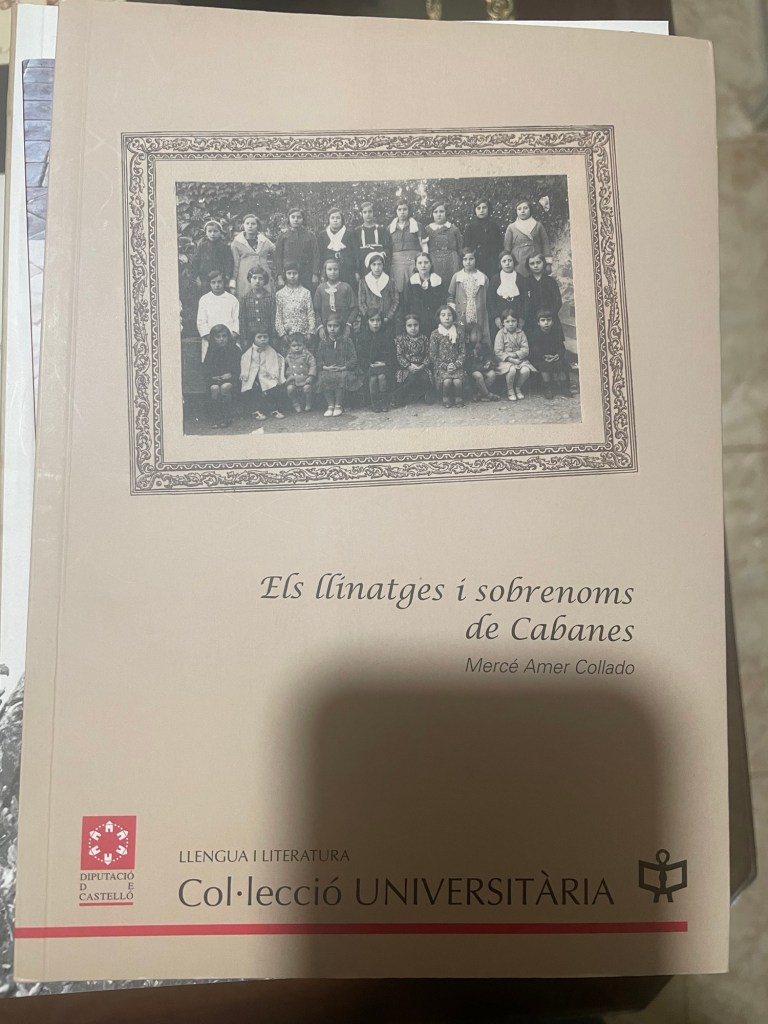 Els llinatges i sobrenoms
de Cabanes
Mercé Amer Collado
DIPUTACIÓ
D E
CASTELLÓ
LLENGUA I LITERATURA
Col·lecció UNIVERSITÀRIA